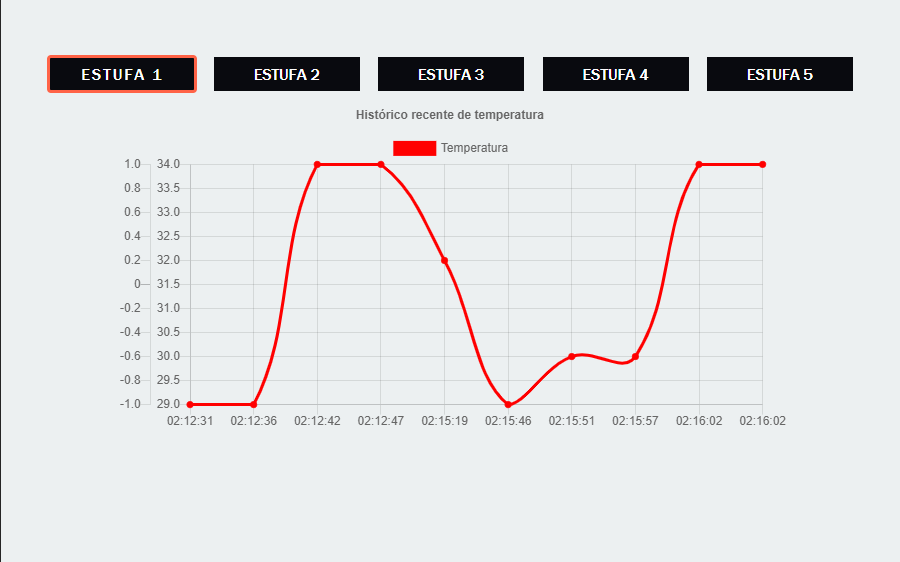 ESTUFA 1 ESTUFA 2 ESTUFA 3 ESTUFA 4 ESTUFA 5
Histórico recente de temperatura
Temperatura
1.0 34.0
0.8 33.5
0.6 33.0
0.4 32.5
0.2 32.0
0 31.5
-0.2 31.0
-0.4 30.5
-0.6 30.0
-0.8 29.5
-1.0 29.0
02:12:31 02:12:36 02:12:42 02:12:47 02:15:19 02:15:46 02:15:51 02:15:57 02:16:02 02:16:02